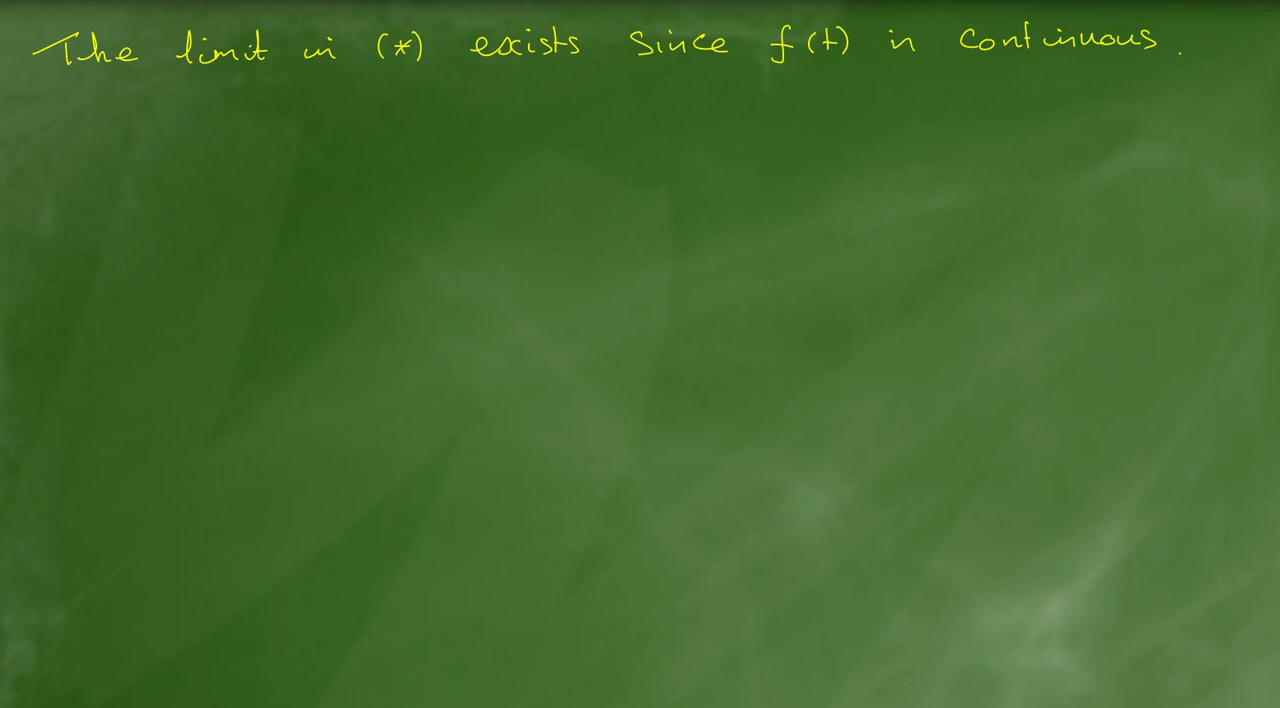 The limit in (*) exists since f(t) is continuous.